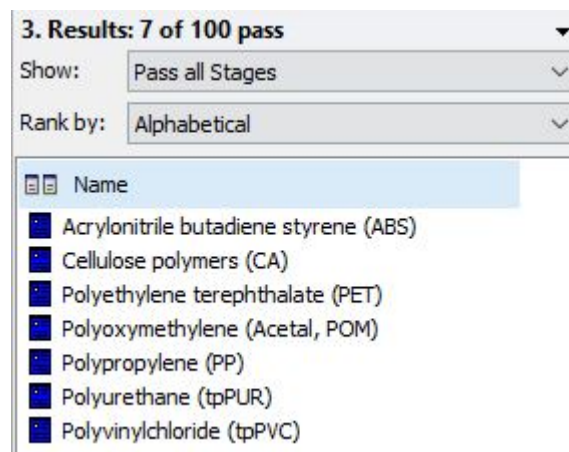 3. Results: 7 of 100 pass
Show: Pass all Stages
Rank by: Alphabetical
Name
Acrylonitrile butadiene styrene (ABS)
Cellulose polymers (CA)
Polyethylene terephthalate (PET)
Polyoxymethylene (Acetal, POM)
Polypropylene (PP)
Polyurethane (tpPUR)
Polyvinylchloride (tpPVC)